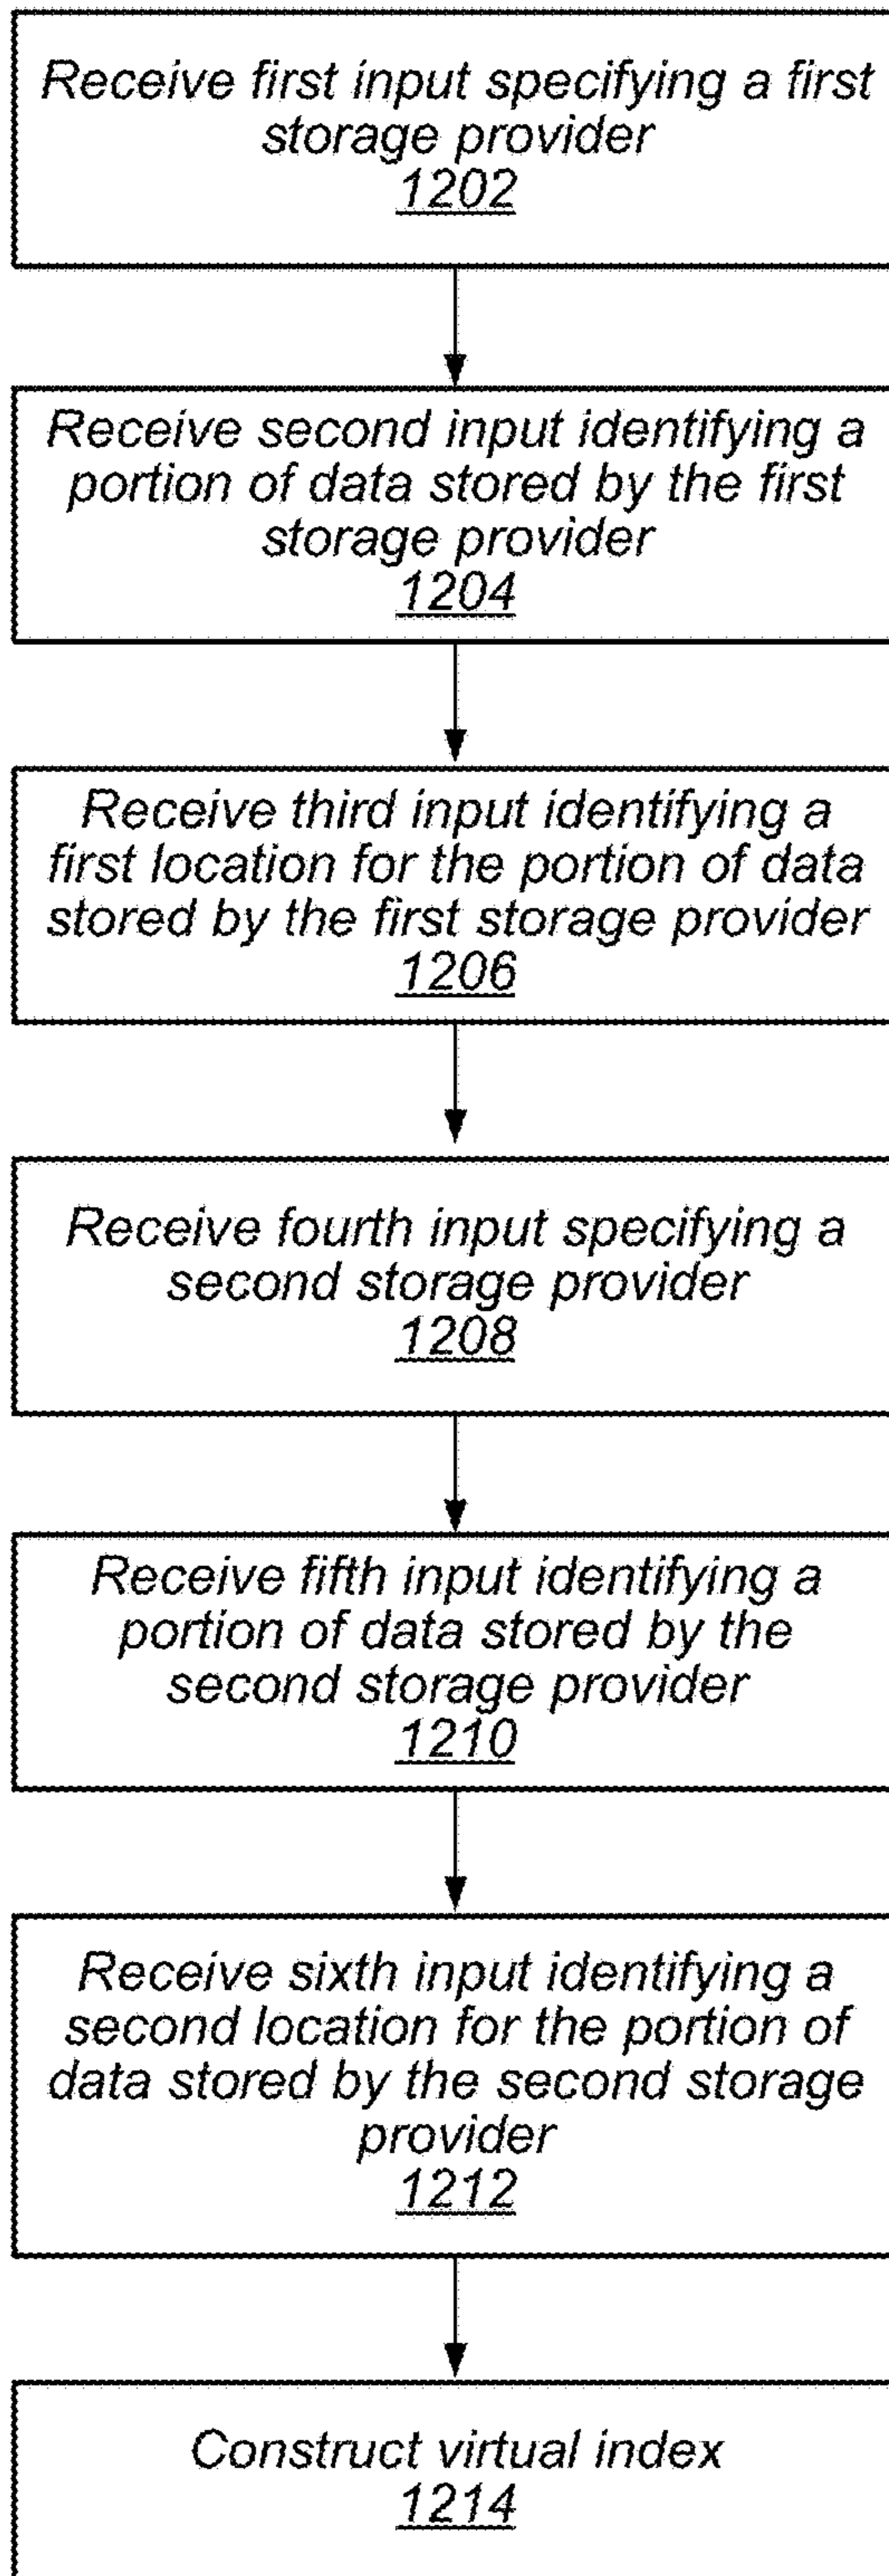 Receive first input specifying a first
storage provider
1202
Receive second input identifying a
portion of data stored by the first
storage provider
1204
Receive third input identifying a
first location for the portion of data
stored by the first storage provider
1206
Receive fourth input specifying a
second storage provider
1208
Receive fifth input identifying a
portion of data stored by the
second storage provider
1210
Receive sixth input identifying a
second location for the portion of
data stored by the second storage
provider
1212
Construct virtual index
1214